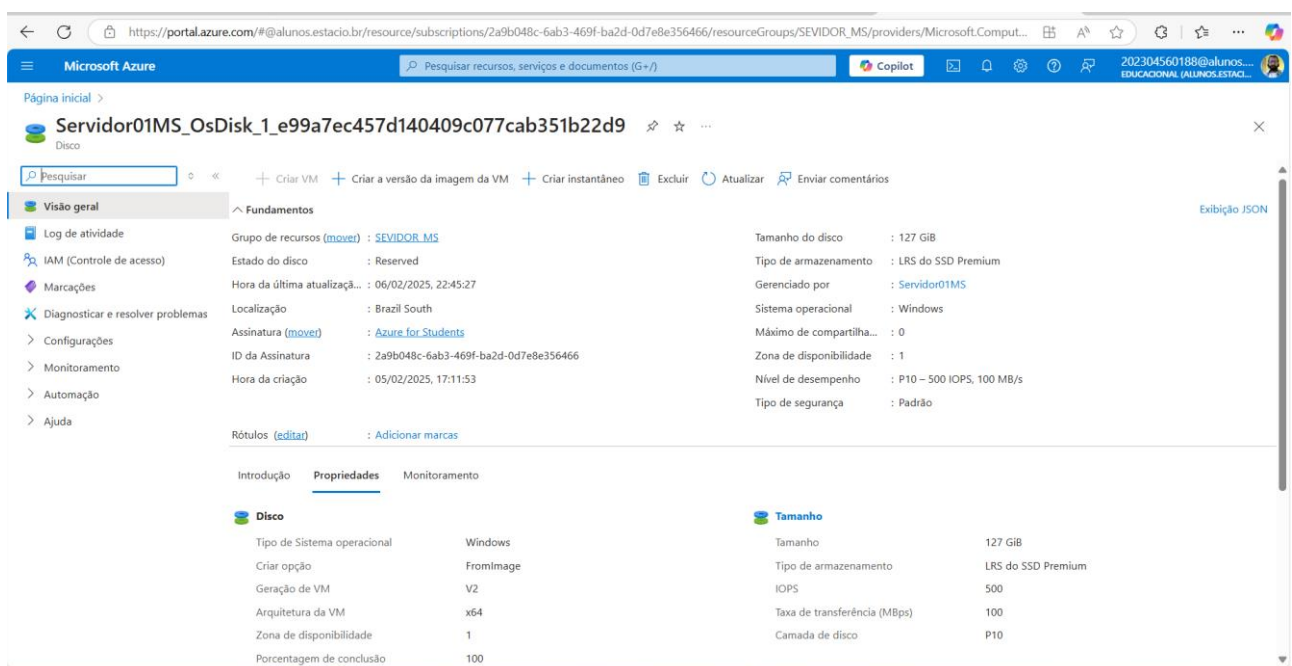 https://portal.azure.com/#@alunos.estacio.br/resource/subscriptions/2a9b048c-6ab3-469f-ba2d-0d7e8e356466/resourceGroups/SEVIDOR_MS/providers/Microsoft.Comput...
Microsoft Azure
Pesquisar recursos, serviços e documentos (G+/)
Copilot
202304560188@alunos....
EDUCACIONAL (ALUNOS.ESTACI...
Página inicial >
Servidor01MS_OsDisk_1_e99a7ec457d140409c077cab351b22d9
Disco
Pesquisar
Criar VM
Criar a versão da imagem da VM
Criar instantâneo
Excluir
Atualizar
Enviar comentários
Visão geral
Log de atividade
IAM (Controle de acesso)
Marcações
Diagnosticar e resolver problemas
Configurações
Monitoramento
Automação
Ajuda
Fundamentos
Exibição JSON
Grupo de recursos (mover) : SEVIDOR_MS
Estado do disco : Reserved
Hora da última atualizaçã... : 06/02/2025, 22:45:27
Localização : Brazil South
Assinatura (mover) : Azure for Students
ID da Assinatura : 2a9b048c-6ab3-469f-ba2d-0d7e8e356466
Hora da criação : 05/02/2025, 17:11:53
Tamanho do disco : 127 GiB
Tipo de armazenamento : LRS do SSD Premium
Gerenciado por : Servidor01MS
Sistema operacional : Windows
Máximo de compartilha... : 0
Zona de disponibilidade : 1
Nível de desempenho : P10 – 500 IOPS, 100 MB/s
Tipo de segurança : Padrão
Rótulos (editar) : Adicionar marcas
Introdução
Propriedades
Monitoramento
Disco
Tipo de Sistema operacional Windows
Criar opção FromImage
Geração de VM V2
Arquitetura da VM x64
Zona de disponibilidade 1
Porcentagem de conclusão 100
Tamanho
Tamanho 127 GiB
Tipo de armazenamento LRS do SSD Premium
IOPS 500
Taxa de transferência (MBps) 100
Camada de disco P10